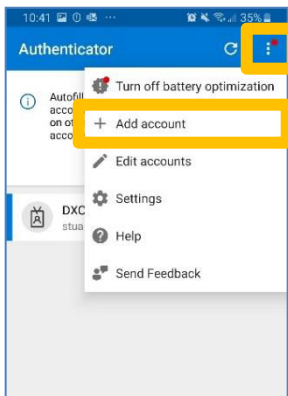 10:41 35%
Authenticator
Turn off battery optimization
Autofill
acco
on ot
acco
Add account
Edit accounts
Settings
DXC
stua
Help
Send Feedback